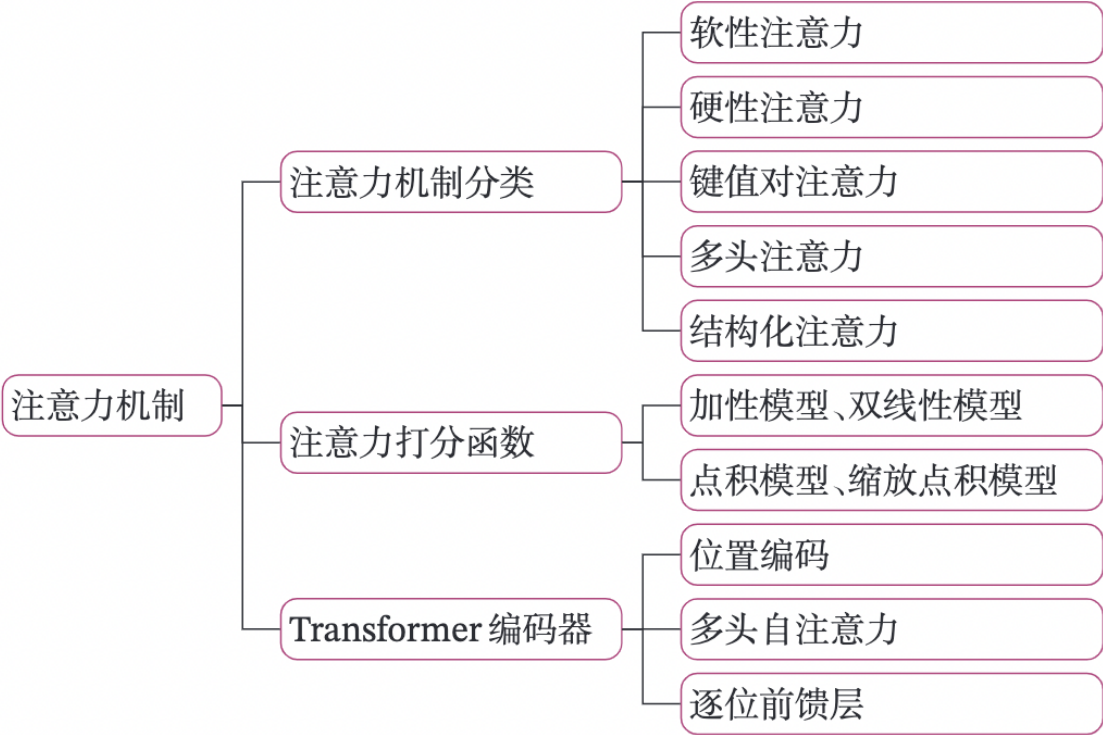 软性注意力
硬性注意力
注意力机制分类
键值对注意力
多头注意力
结构化注意力
注意力机制
加性模型、双线性模型
注意力打分函数
点积模型、缩放点积模型
位置编码
Transformer 编码器
多头自注意力
逐位前馈层